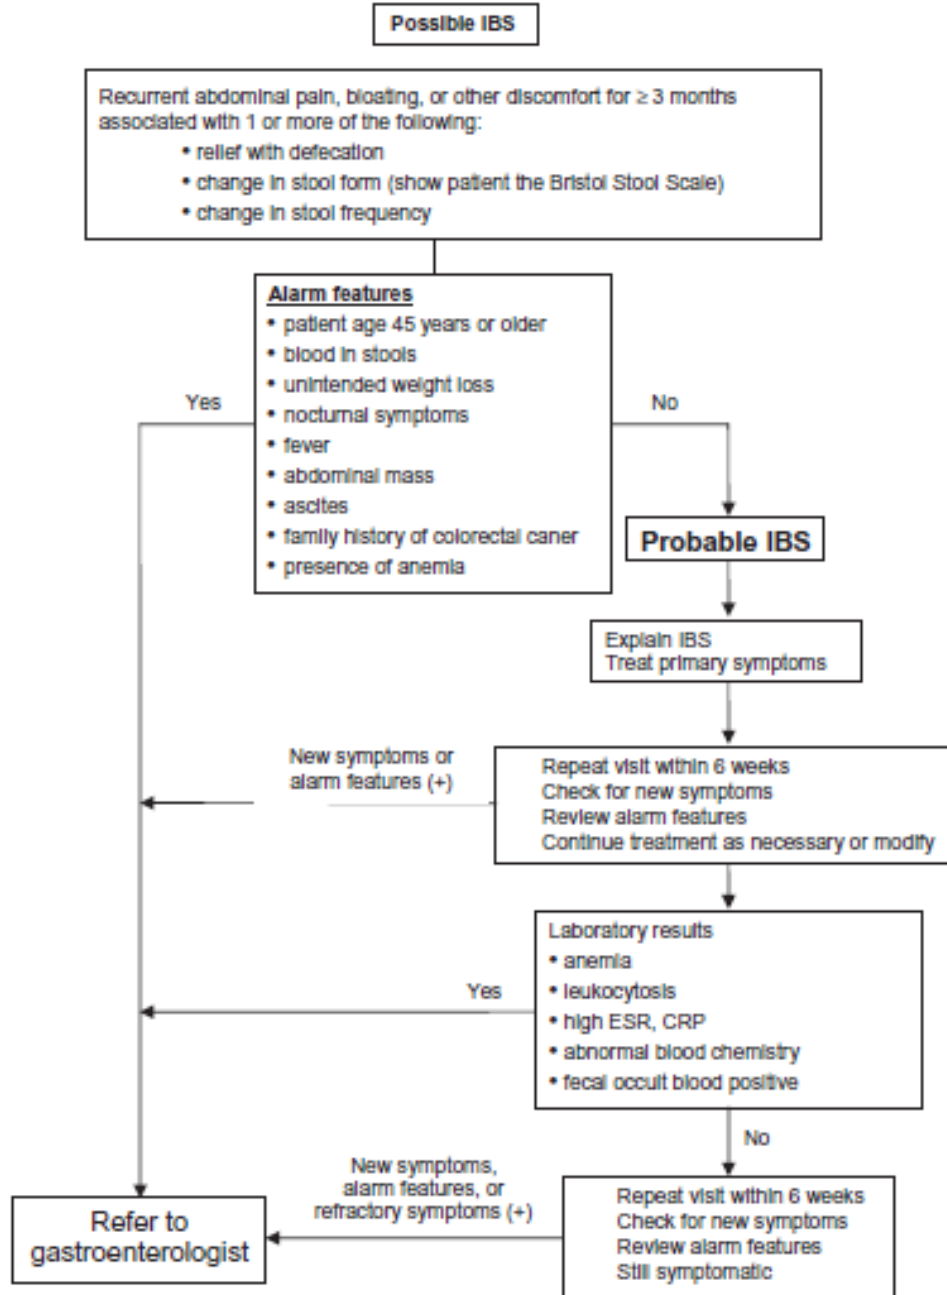 Possible IBS
Recurrent abdominal pain, bloating, or other discomfort for ≥ 3 months
associated with 1 or more of the following:
• relief with defecation
• change in stool form (show patient the Bristol Stool Scale)
• change in stool frequency
Alarm features
• patient age 45 years or older
• blood in stools
• unintended weight loss
• nocturnal symptoms
• fever
• abdominal mass
• ascites
• family history of colorectal caner
• presence of anemia
Yes
No
Probable IBS
Explain IBS
Treat primary symptoms
New symptoms or
alarm features (+)
Repeat visit within 6 weeks
Check for new symptoms
Review alarm features
Continue treatment as necessary or modify
Laboratory results
• anemia
• leukocytosis
• high ESR, CRP
• abnormal blood chemistry
• fecal occult blood positive
Yes
No
New symptoms,
alarm features, or
refractory symptoms (+)
Repeat visit within 6 weeks
Check for new symptoms
Review alarm features
Still symptomatic
Refer to
gastroenterologist